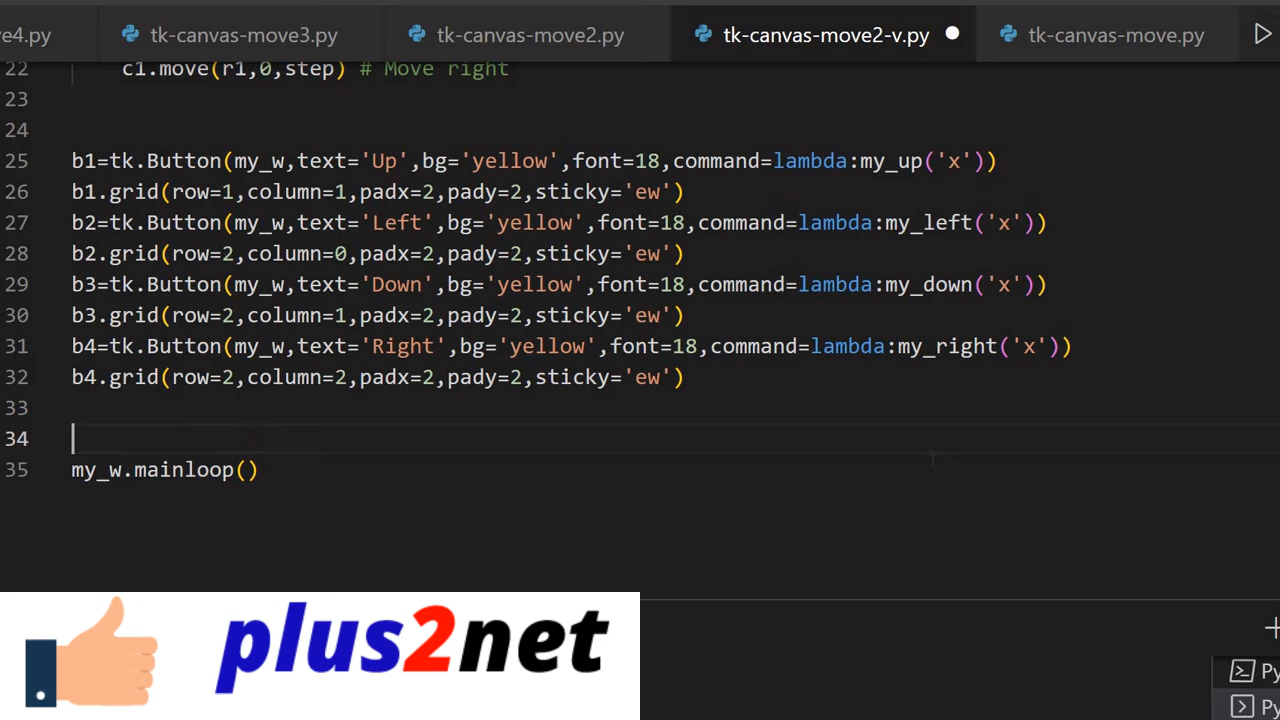 e4.py
tk-canvas-move3.py
tk-canvas-move2.py
tk-canvas-move2-v.py
tk-canvas-move.py
22 c1.move(r1,0,step) # Move right
23
24
25 b1=tk.Button(my_w,text='Up',bg='yellow',font=18,command=lambda:my_up('x'))
26 b1.grid(row=1,column=1,padx=2,pady=2,sticky='ew')
27 b2=tk.Button(my_w,text='Left',bg='yellow',font=18,command=lambda:my_left('x'))
28 b2.grid(row=2,column=0,padx=2,pady=2,sticky='ew')
29 b3=tk.Button(my_w,text='Down',bg='yellow',font=18,command=lambda:my_down('x'))
30 b3.grid(row=2,column=1,padx=2,pady=2,sticky='ew')
31 b4=tk.Button(my_w,text='Right',bg='yellow',font=18,command=lambda:my_right('x'))
32 b4.grid(row=2,column=2,padx=2,pady=2,sticky='ew')
33
34
35 my_w.mainloop()
plus2net
Py
Py